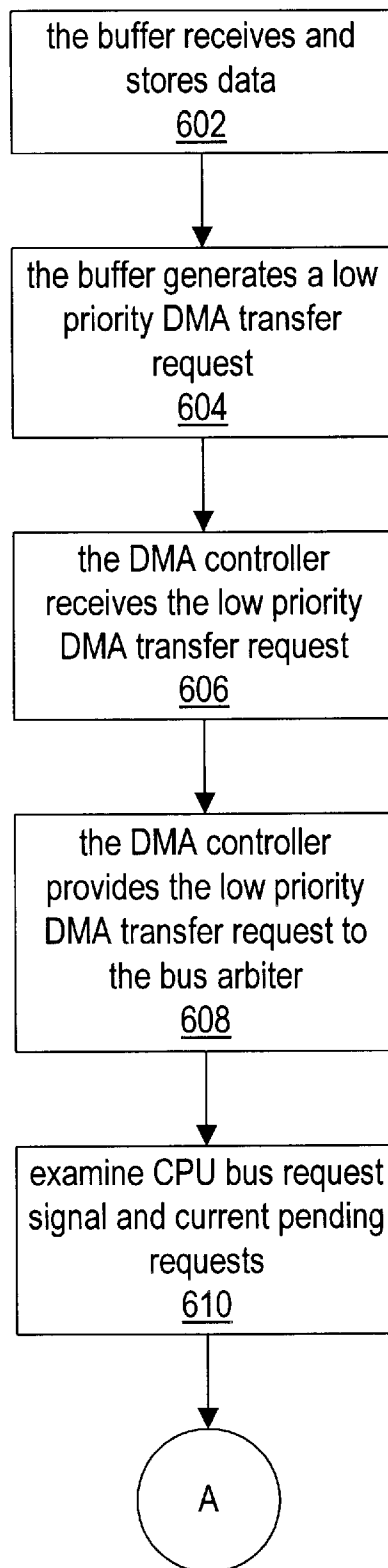 the buffer receives and
stores data
602
the buffer generates a low
priority DMA transfer
request
604
the DMA controller
receives the low priority
DMA transfer request
606
the DMA controller
provides the low priority
DMA transfer request to
the bus arbiter
608
examine CPU bus request
signal and current pending
requests
610
A